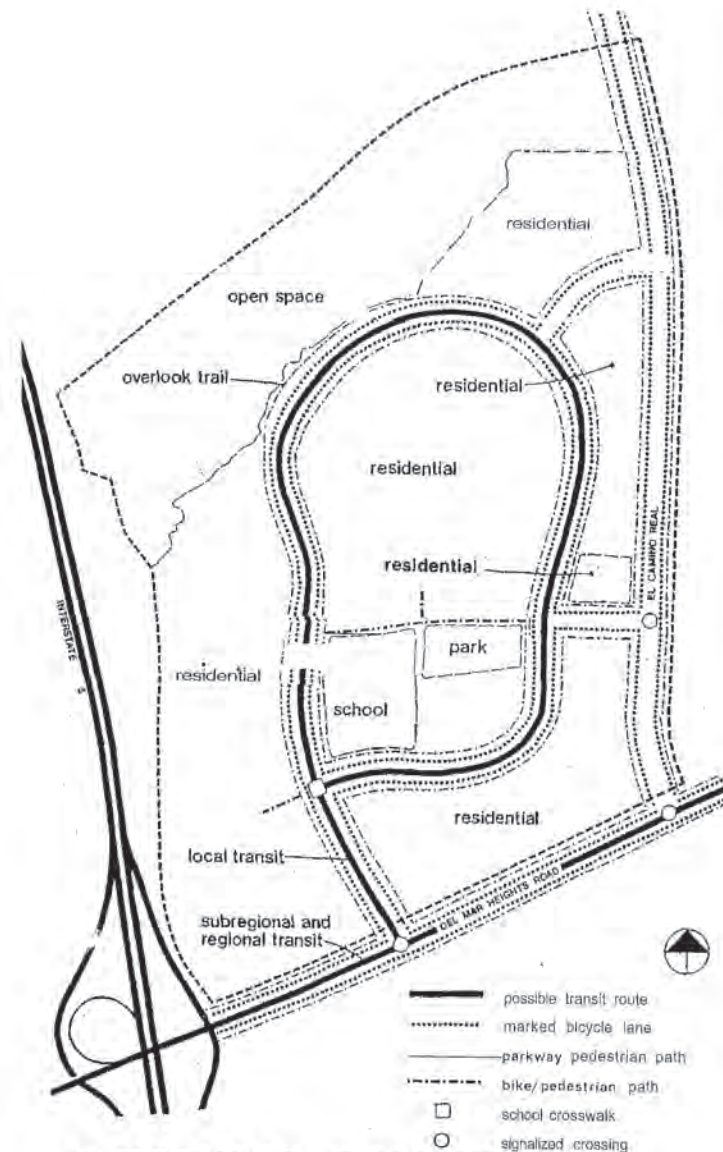 residential
open space
overlook trail
residential
residential
EL CAMINO REAL
residential
INTERSTATE 5
park
residential
school
residential
local transit
DEL MAR HEIGHTS ROAD
subregional and
regional transit
possible transit route
marked bicycle lane
parkway pedestrian path
bike/pedestrian path
school crosswalk
signalized crossing